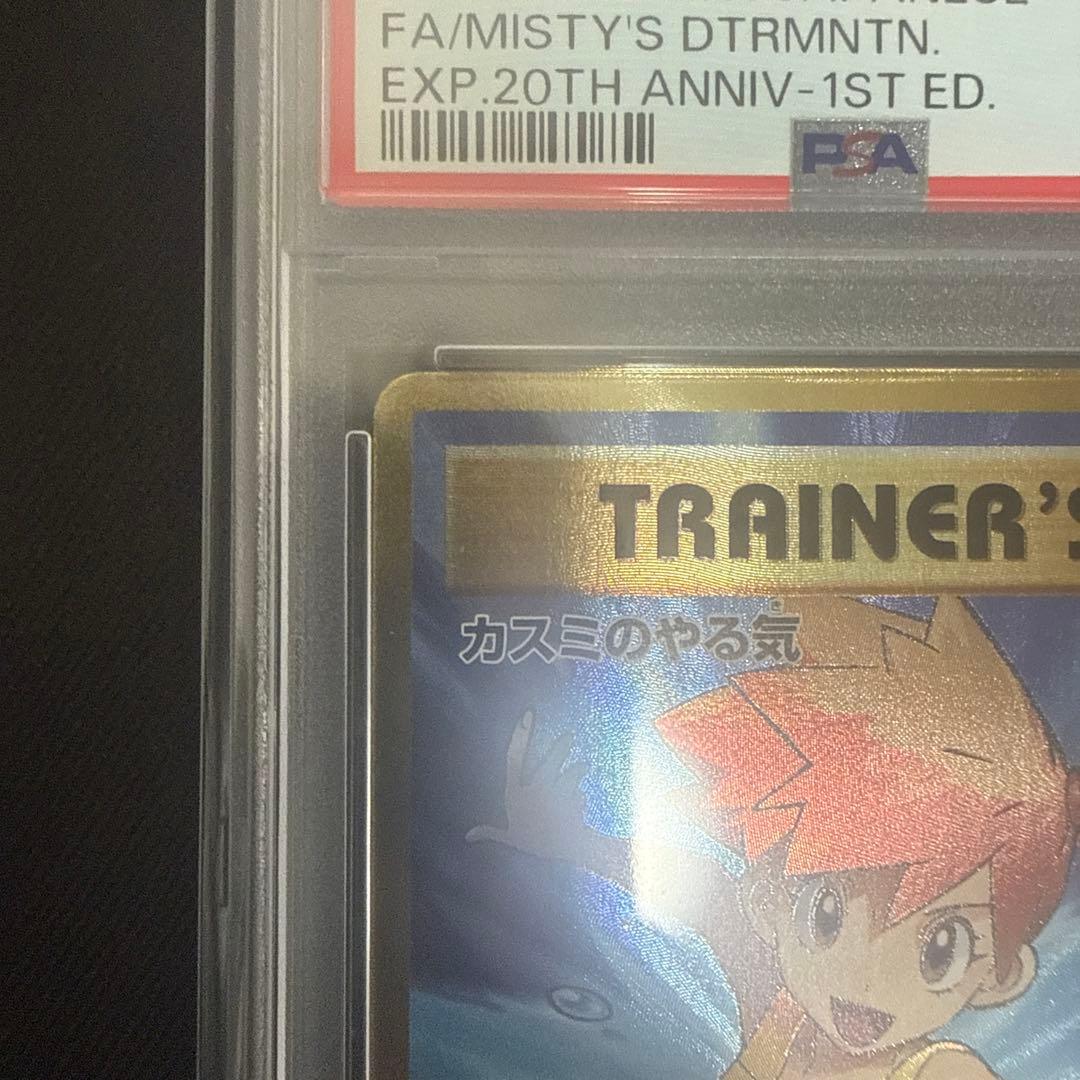 FA/MISTY'S DTRMNTN.
EXP.20TH ANNIV-1ST ED.
PSA
TRAINER'S
カスミのやる気